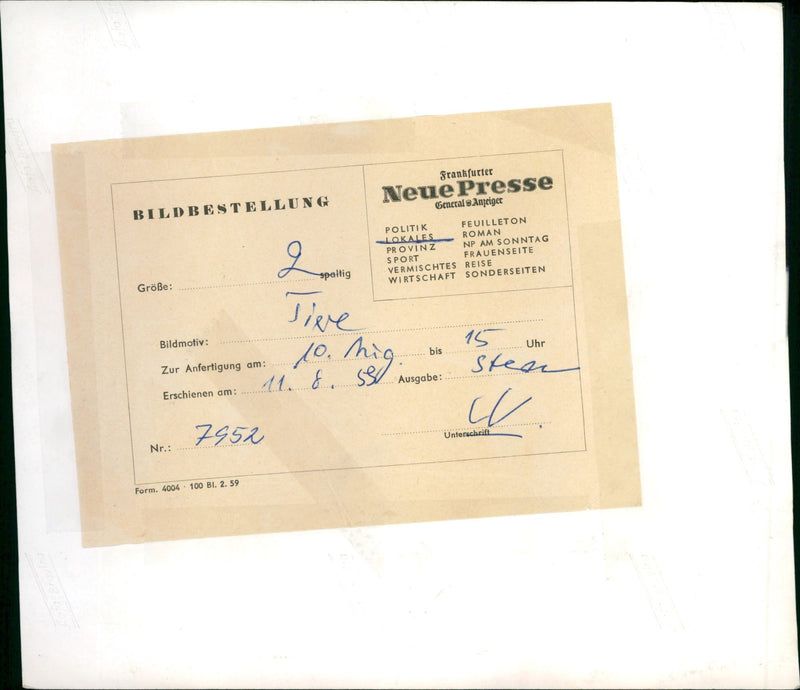 BILDBESTELLUNG
Frankfurter
Neue Presse
General Anzeiger
POLITIK FEUILLETON
LOKALES ROMAN
PROVINZ NP AM SONNTAG
SPORT FRAUENSEITE
VERMISCHTES REISE
WIRTSCHAFT SONDERSEITEN
Größe: 2 spaltig
Bildmotiv: Tiere
Zur Anfertigung am: 10. Aug. bis 15 Uhr
Erschienen am: 11. 8. 59 Ausgabe:
Nr.: 7952
Unterschrift
Form. 4004 · 100 Bl. 2. 59